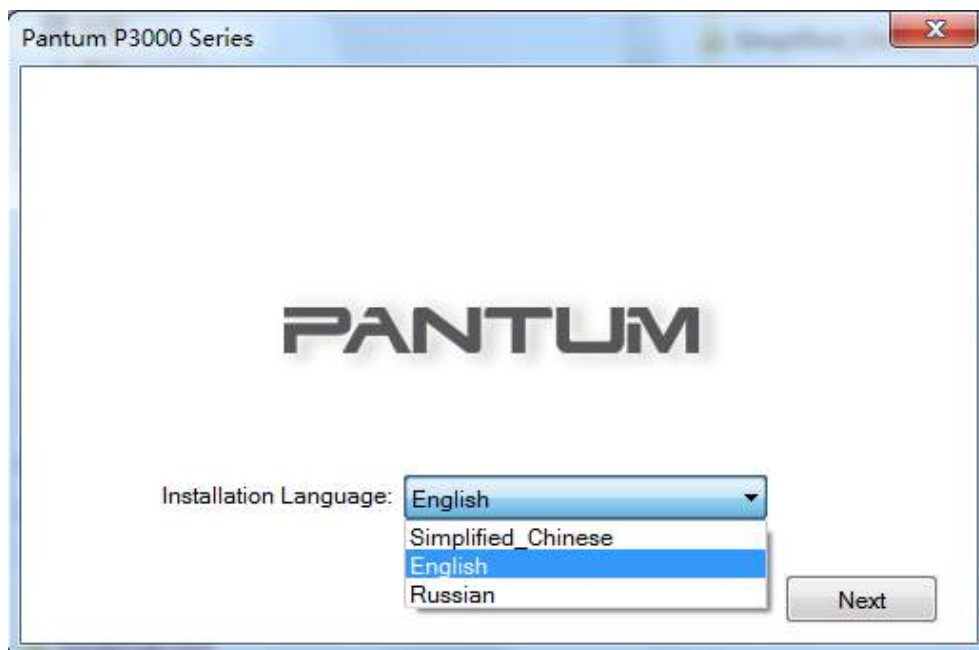 Pantum P3000 Series
PANTUM
Installation Language: English
Simplified_Chinese
English
Russian
Next